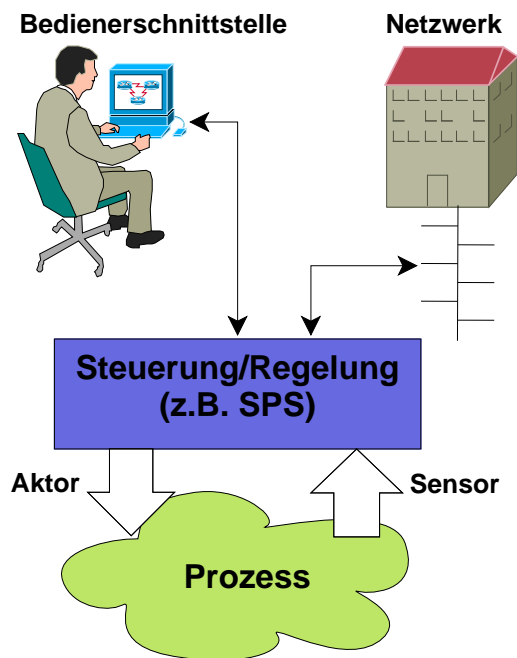 Bedienerschnittstelle
Netzwerk
Steuerung/Regelung
(z.B. SPS)
Aktor
Sensor
Prozess